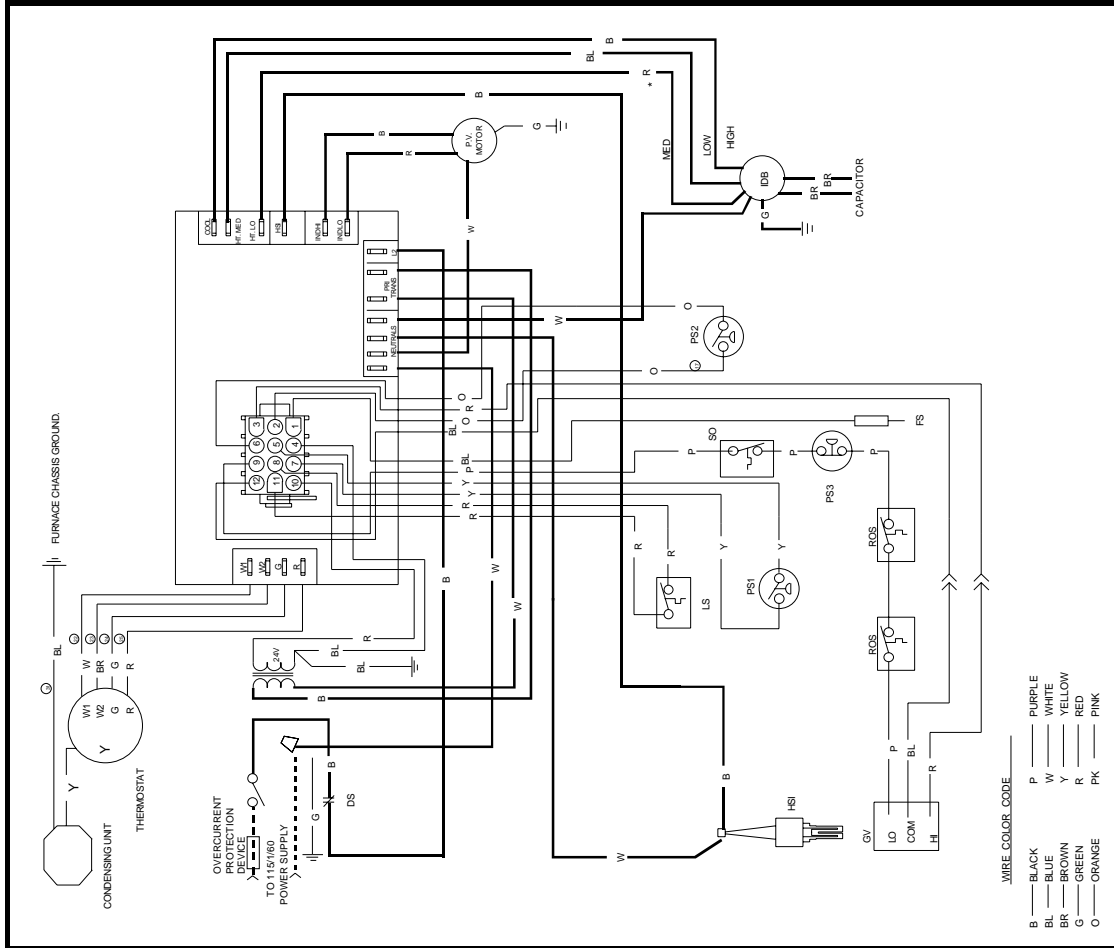 FURNACE CHASSIS GROUND.
BL
CONDENSING UNIT
Y
THERMOSTAT
Y
W1
W2
G
R
W
BR
G
R
W1
W2
G
R
12
9
6
3
11
8
5
2
10
7
4
1
COOL
HT. MED
HT. LO
HSI
INDHI
INDLO
L2
PRI
TRANS
NEUTRALS
B
BL
R
*
B
B
R
P.V.
MOTOR
G
W
MED
LOW
HIGH
IDB
G
BR
BR
CAPACITOR
24V
BL
R
BL
B
W
W
B
W
OVERCURRENT
PROTECTION
DEVICE
TO 115/1/60
POWER SUPPLY
G
B
DS
O
R
O
BL
BL
P
Y
Y
R
R
O
O
PS2
17
FS
SO
P
P
P
PS3
ROS
ROS
R
R
LS
Y
Y
PS1
P
BL
R
GV
LO
COM
HI
HSI
B
W
WIRE COLOR CODE
B BLACK
BL BLUE
BR BROWN
G GREEN
O ORANGE
P PURPLE
W WHITE
Y YELLOW
R RED
PK PINK